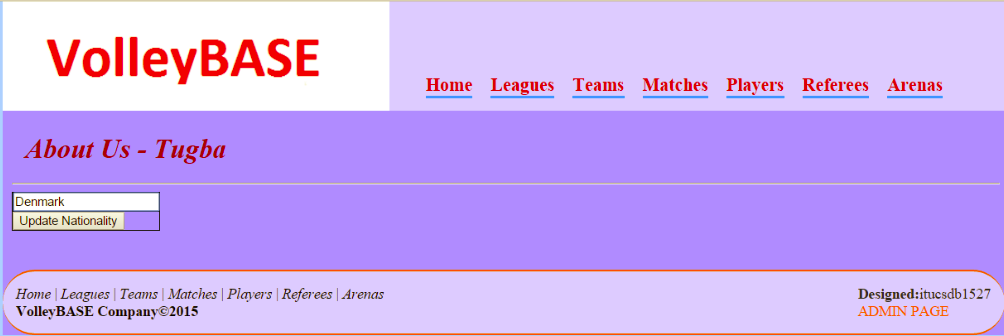 VolleyBASE
Home Leagues Teams Matches Players Referees Arenas
About Us - Tugba
Denmark
Update Nationality
Home | Leagues | Teams | Matches | Players | Referees | Arenas
VolleyBASE Company©2015
Designed:itucsdb1527
ADMIN PAGE